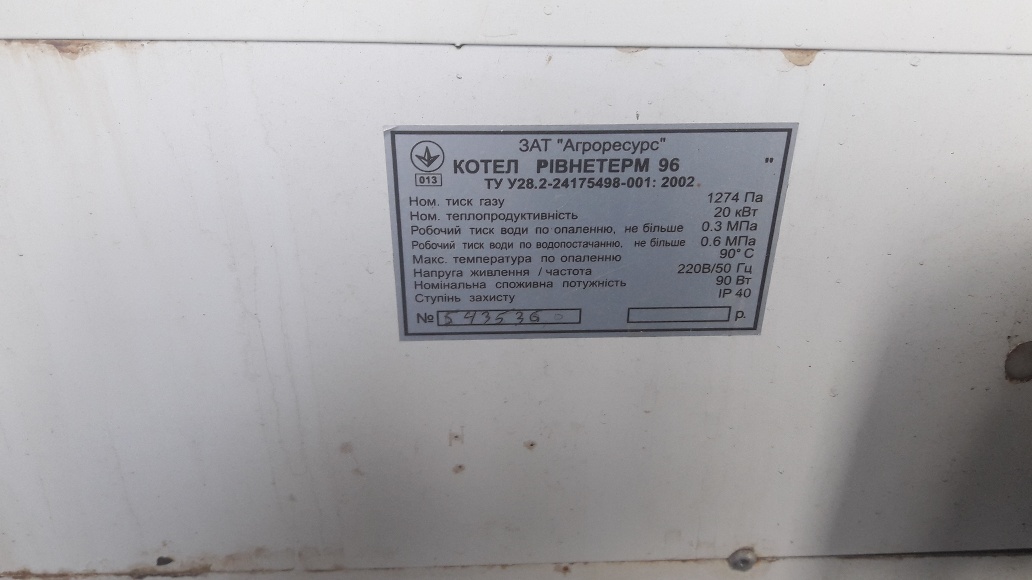 ЗАТ "Агроресурс"
КОТЕЛ РІВНЕТЕРМ 96 "
013
ТУ У28.2-24175498-001: 2002.
Ном. тиск газу 1274 Па
Ном. теплопродуктивність 20 кВт
Робочий тиск води по опаленню, не більше 0.3 МПа
Робочий тиск води по водопостачанню, не більше 0.6 МПа
Макс. температура по опаленню 90° С
Напруга живлення / частота 220В/50 Гц
Номінальна споживна потужність 90 Вт
Ступінь захисту IP 40
№ 543536 р.